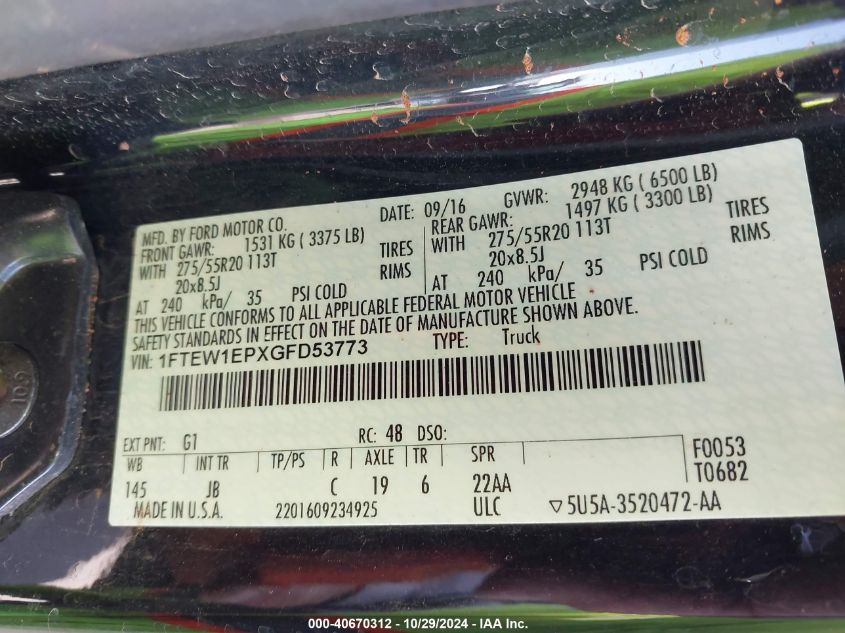 MFD. BY FORD MOTOR CO.
DATE: 09/16 GVWR: 2948 KG ( 6500 LB)
FRONT GAWR: 1531 KG ( 3375 LB)
REAR GAWR: 1497 KG ( 3300 LB)
WITH 275/55R20 113T TIRES
WITH 275/55R20 113T TIRES
20x8.5J RIMS
20x8.5J RIMS
AT 240 kPa/ 35 PSI COLD
AT 240 kPa/ 35 PSI COLD
THIS VEHICLE CONFORMS TO ALL APPLICABLE FEDERAL MOTOR VEHICLE
SAFETY STANDARDS IN EFFECT ON THE DATE OF MANUFACTURE SHOWN ABOVE.
VIN: 1FTEW1EPXGFD53773 TYPE: Truck
EXT PNT: G1 RC: 48 DSO:
WB INT TR TP/PS R AXLE TR SPR F0053
145 JB C 19 6 22AA T0682
MADE IN U.S.A. 2201609234925 ULC ▽5U5A-3520472-AA
000-40670312 - 10/29/2024 - IAA Inc.